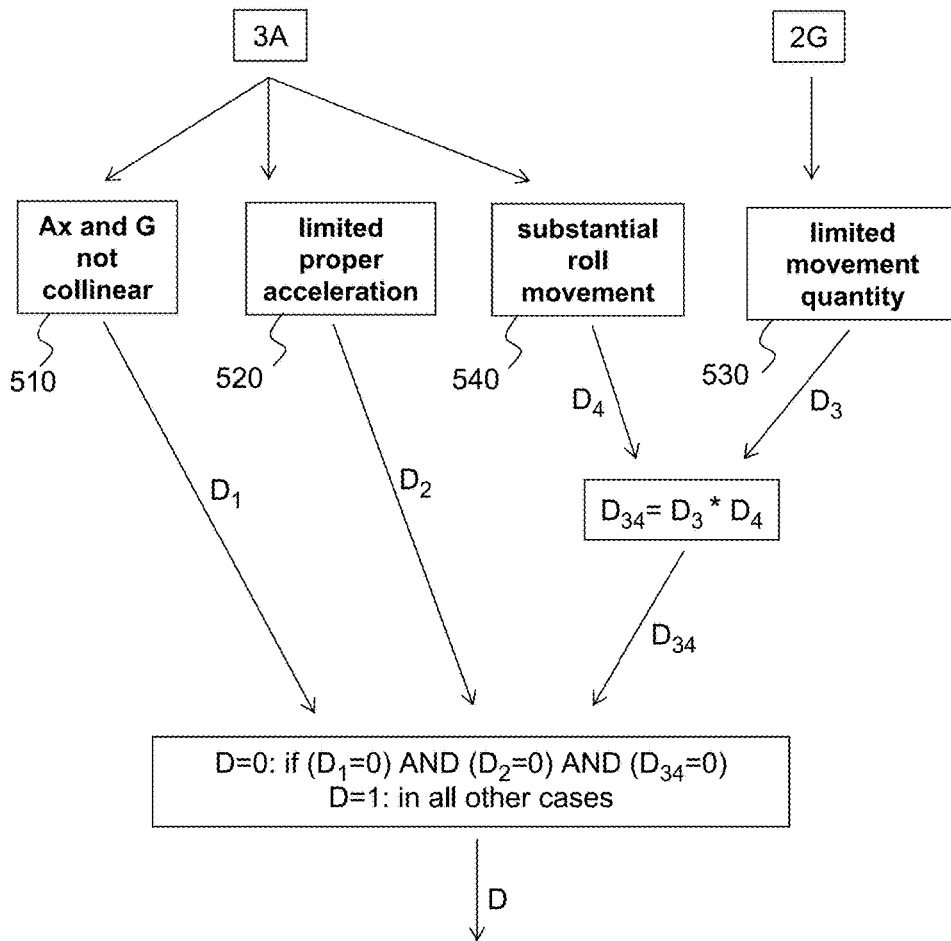 3A
2G
Ax and G
not
collinear
limited
proper
acceleration
substantial
roll
movement
limited
movement
quantity
510
520
540
530
D₁
D₂
D₄
D₃
D₃₄= D₃ * D₄
D₃₄
D=0: if (D₁=0) AND (D₂=0) AND (D₃₄=0)
D=1: in all other cases
D